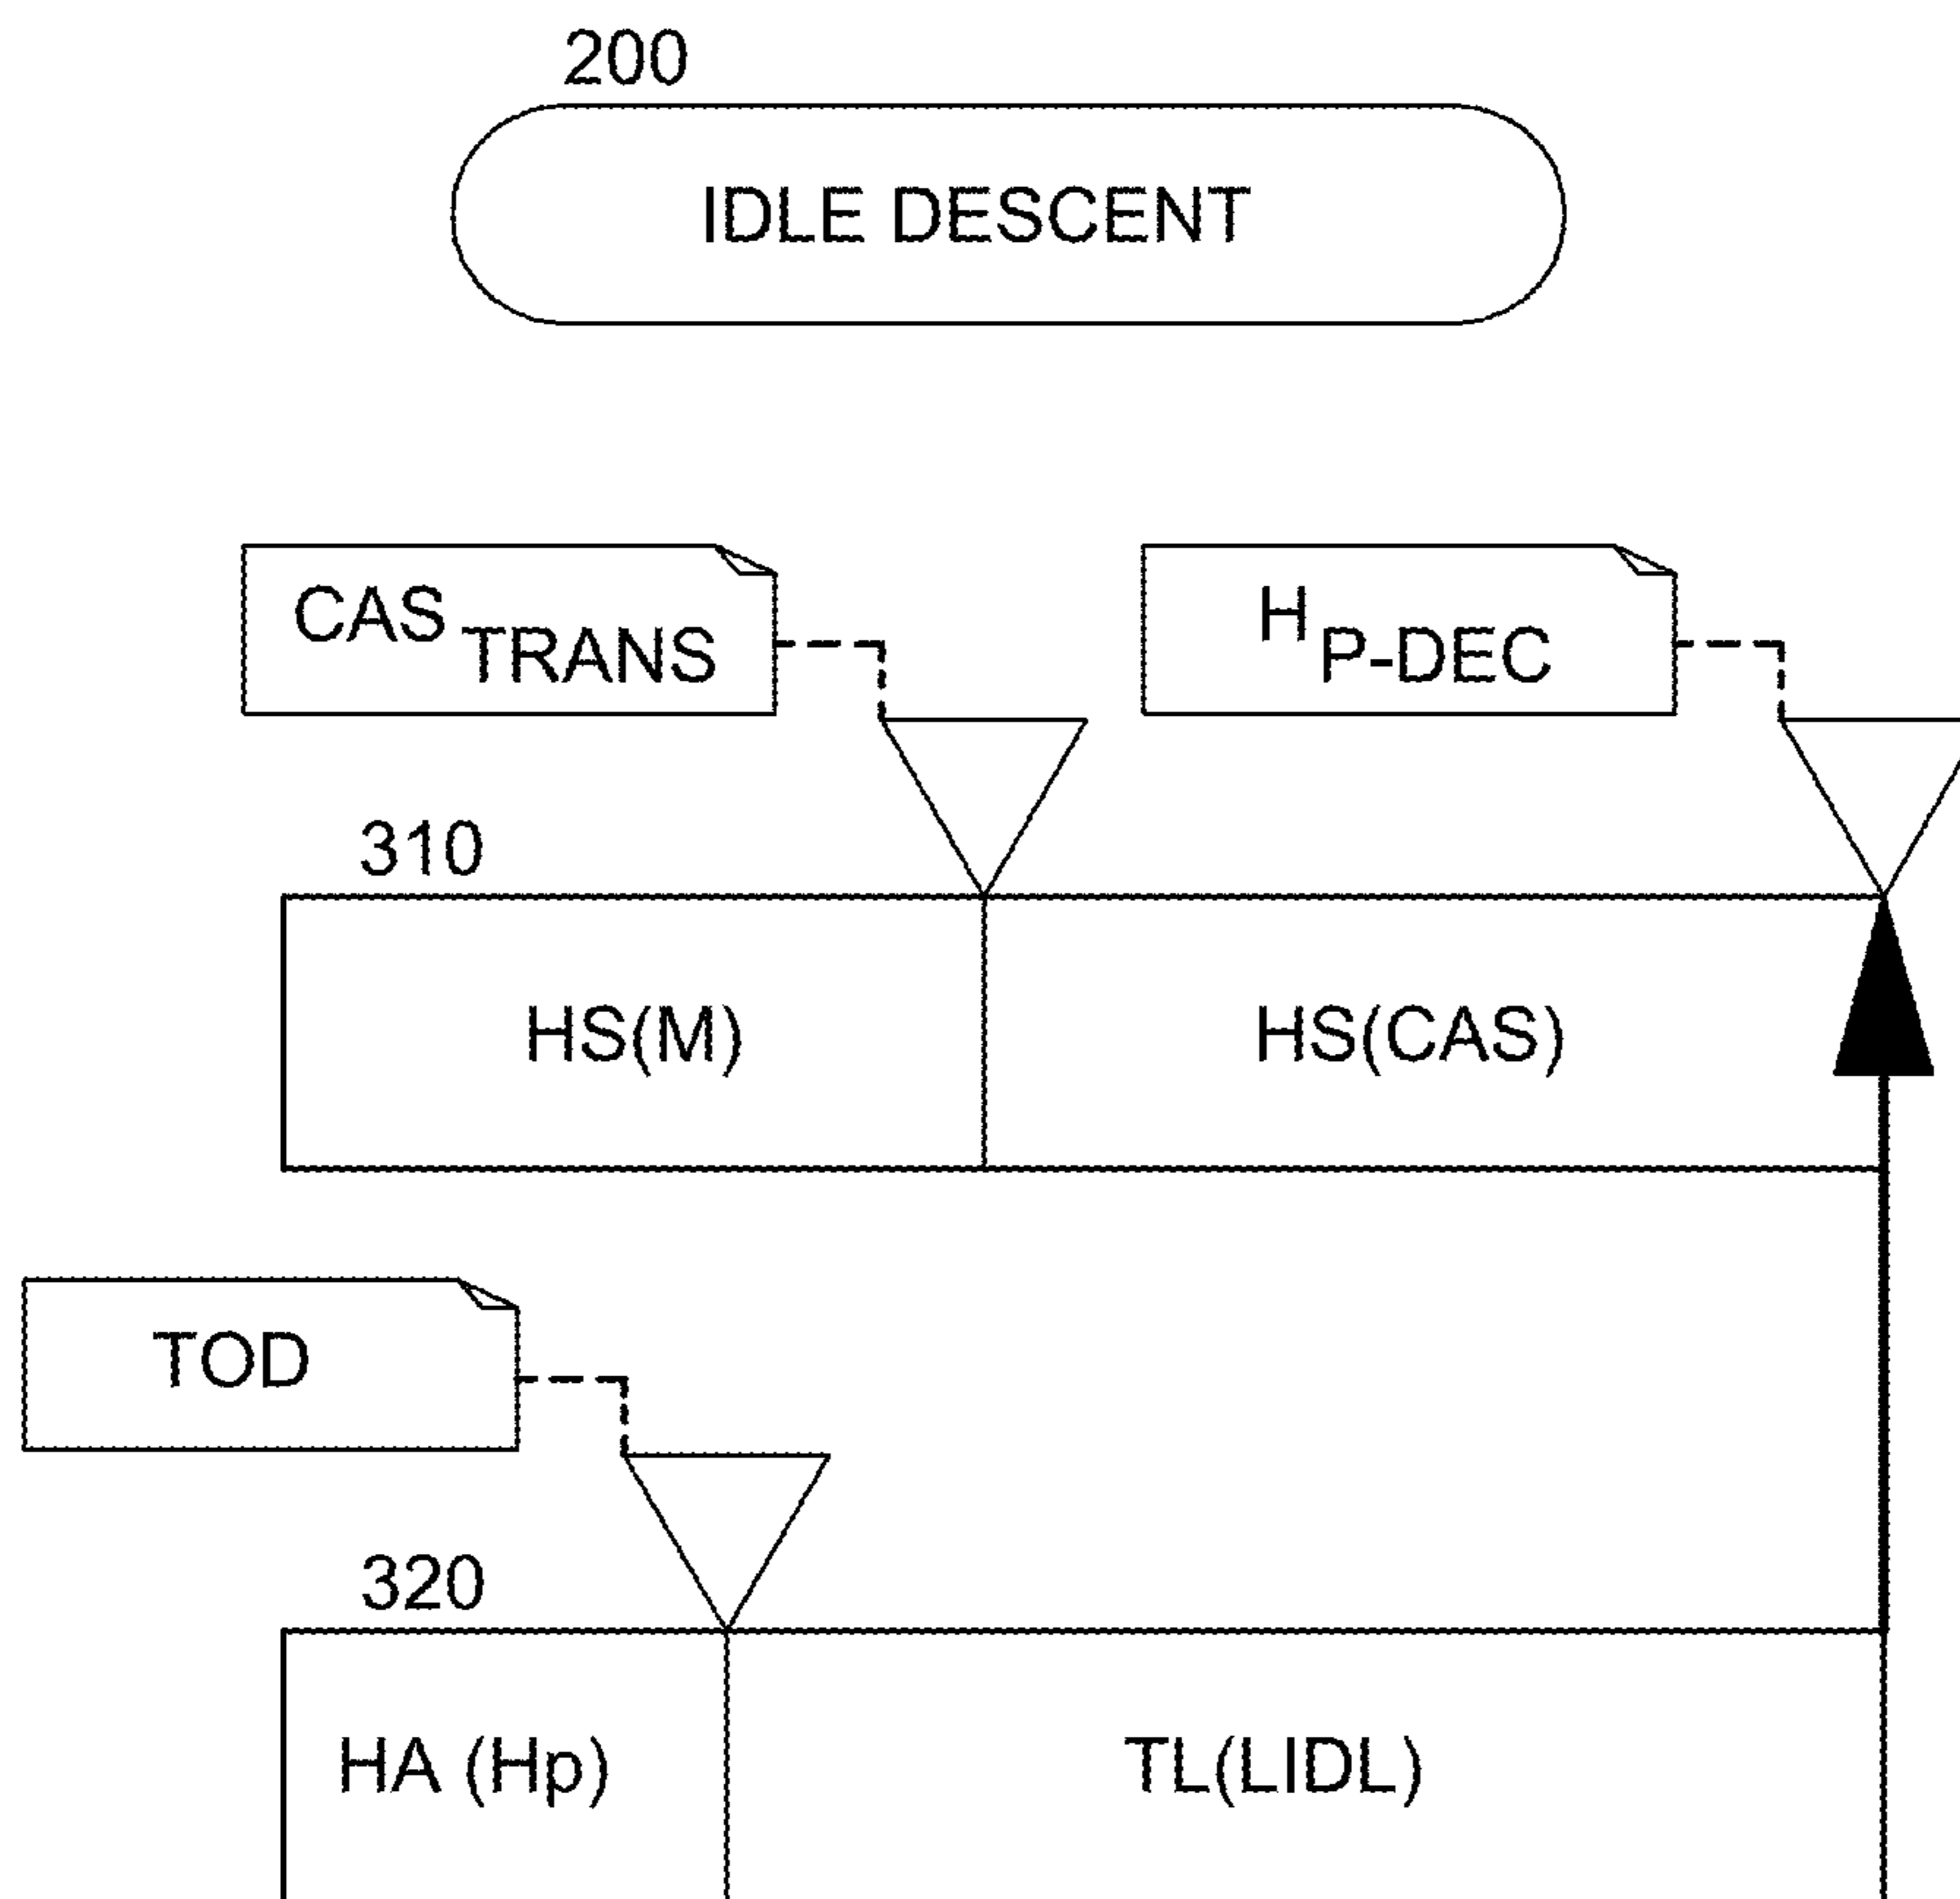 200
IDLE DESCENT
CAS TRANS
H P-DEC
310
HS(M)
HS(CAS)
TOD
320
HA (Hp)
TL(LIDL)